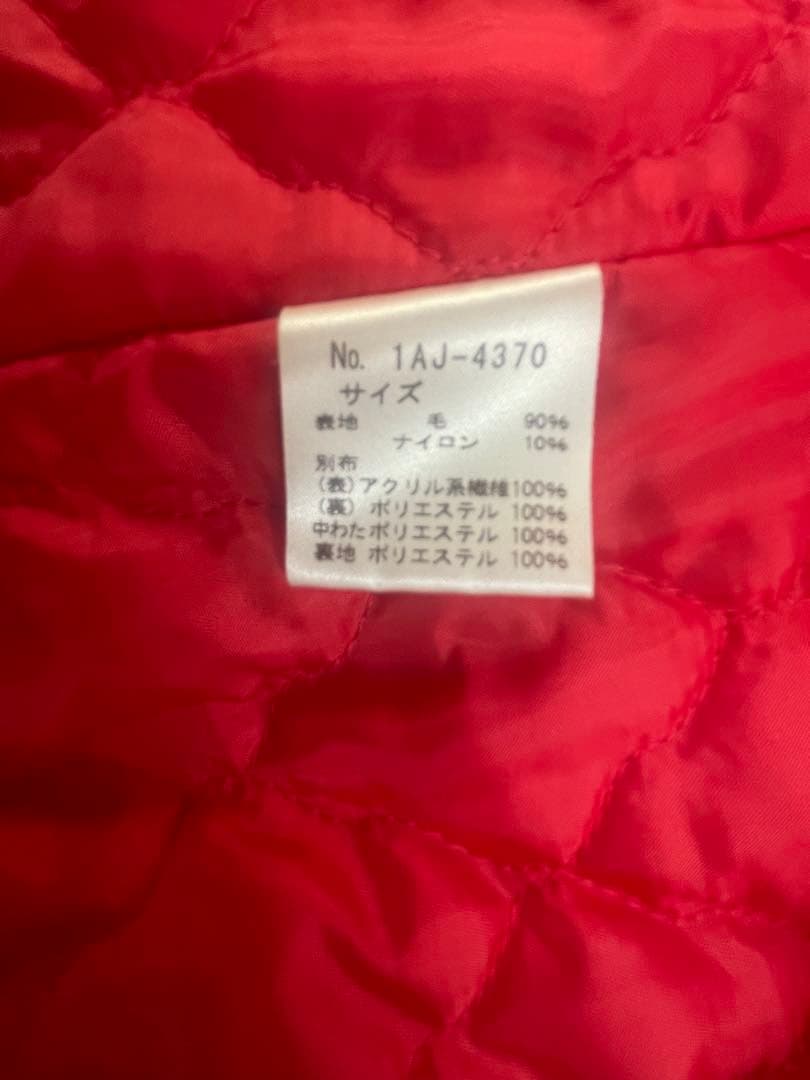 No. 1AJ-4370
サイズ
表地 毛 90%
ナイロン 10%
別布
(表)アクリル系繊維100%
(裏)ポリエステル 100%
中わたポリエステル 100%
裏地 ポリエステル 100%